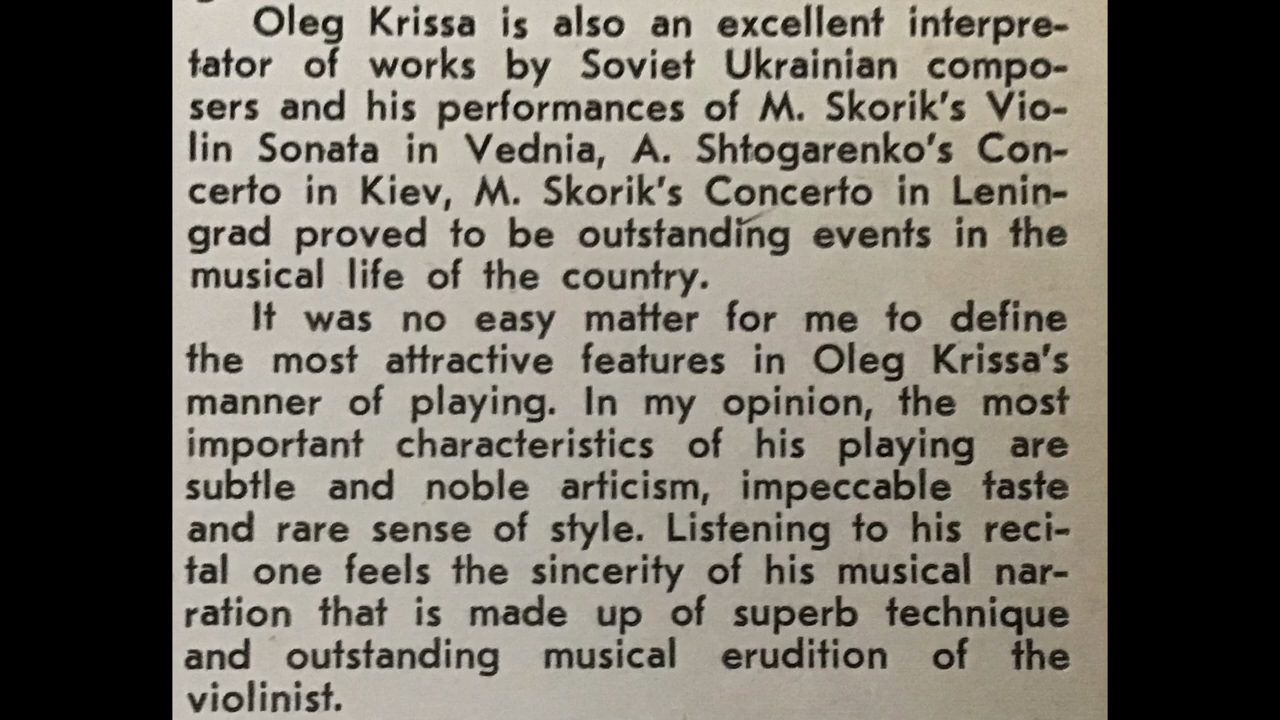 Oleg Krissa is also an excellent interpre-
tator of works by Soviet Ukrainian compo-
sers and his performances of M. Skorik's Vio-
lin Sonata in Vednia, A. Shtogarenko's Con-
certo in Kiev, M. Skorik's Concerto in Lenin-
grad proved to be outstanding events in the
musical life of the country.
It was no easy matter for me to define
the most attractive features in Oleg Krissa's
manner of playing. In my opinion, the most
important characteristics of his playing are
subtle and noble articism, impeccable taste
and rare sense of style. Listening to his reci-
tal one feels the sincerity of his musical nar-
ration that is made up of superb technique
and outstanding musical erudition of the
violinist.